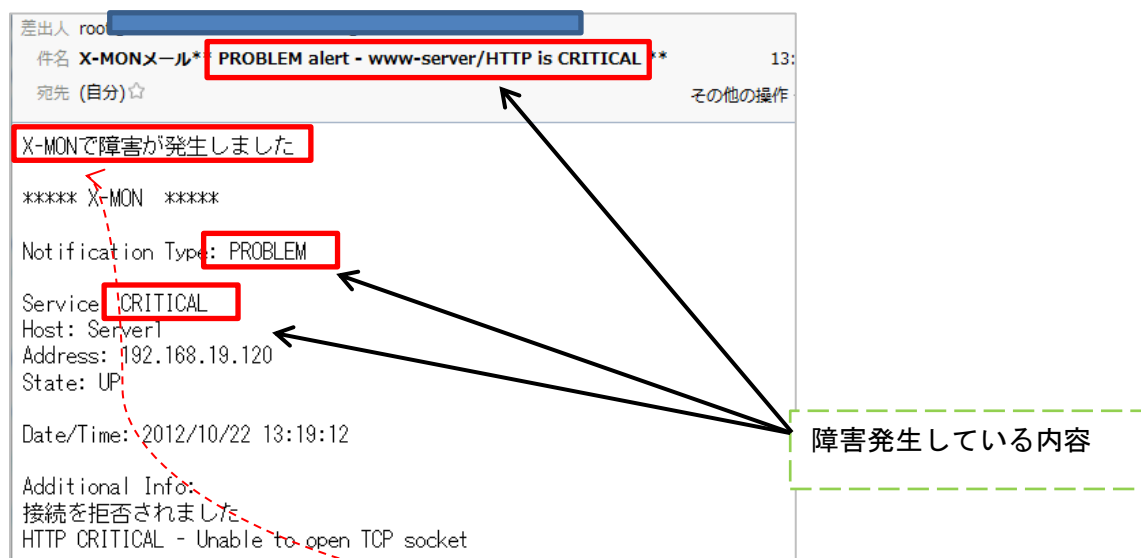 差出人 root
件名 X-MONメール** PROBLEM alert - www-server/HTTP is CRITICAL ** 13:
宛先 (自分)☆ その他の操作
X-MONで障害が発生しました
***** X-MON *****
Notification Type: PROBLEM
Service: CRITICAL
Host: Server1
Address: 192.168.19.120
State: UP
Date/Time: 2012/10/22 13:19:12
障害発生している内容
Additional Info:
接続を拒否されました
HTTP CRITICAL - Unable to open TCP socket